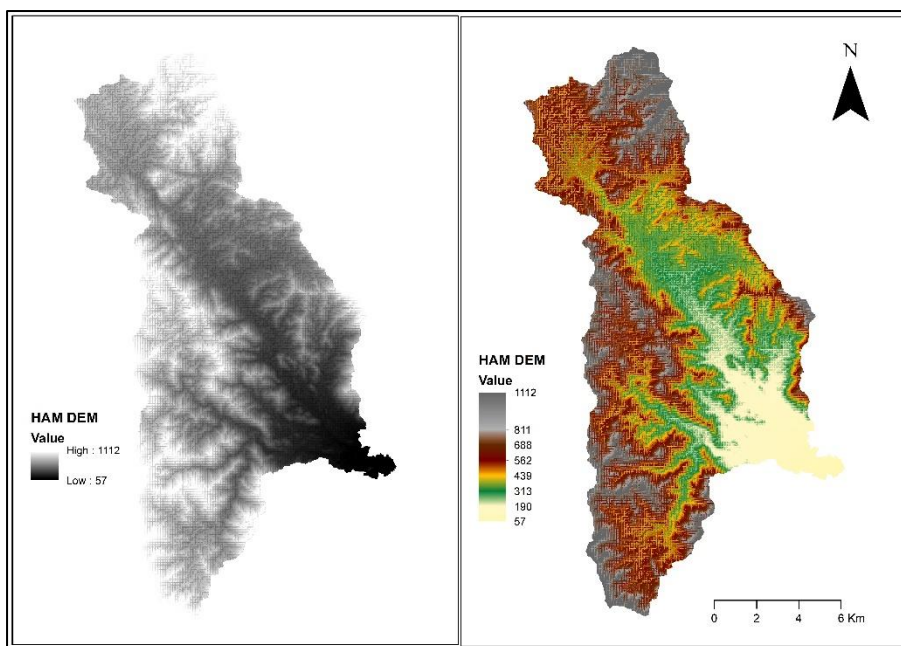 HAM DEM
Value
High : 1112
Low : 57
N
HAM DEM
Value
1112
811
688
562
439
313
190
57
0 2 4 6 Km